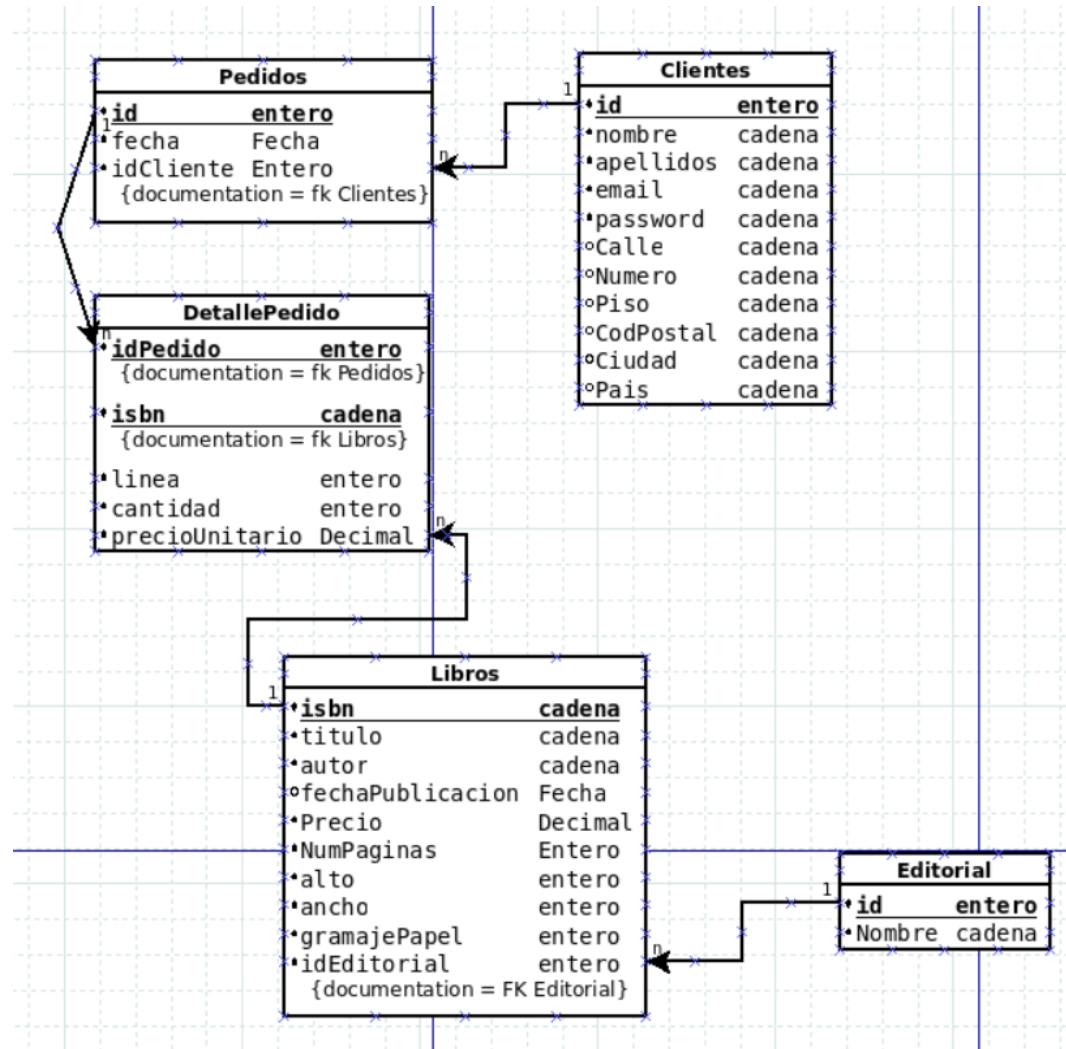 Pedidos
id entero
1
fecha Fecha
idCliente Entero
n
{documentation = fk Clientes}
Clientes
1
id entero
nombre cadena
apellidos cadena
email cadena
password cadena
Calle cadena
Numero cadena
Piso cadena
CodPostal cadena
Ciudad cadena
Pais cadena
DetallePedido
n
idPedido entero
{documentation = fk Pedidos}
isbn cadena
{documentation = fk Libros}
linea entero
cantidad entero
n
precioUnitario Decimal
Libros
1
isbn cadena
titulo cadena
autor cadena
fechaPublicacion Fecha
Precio Decimal
NumPaginas Entero
alto entero
ancho entero
gramajePapel entero
n
idEditorial entero
{documentation = FK Editorial}
Editorial
1
id entero
Nombre cadena